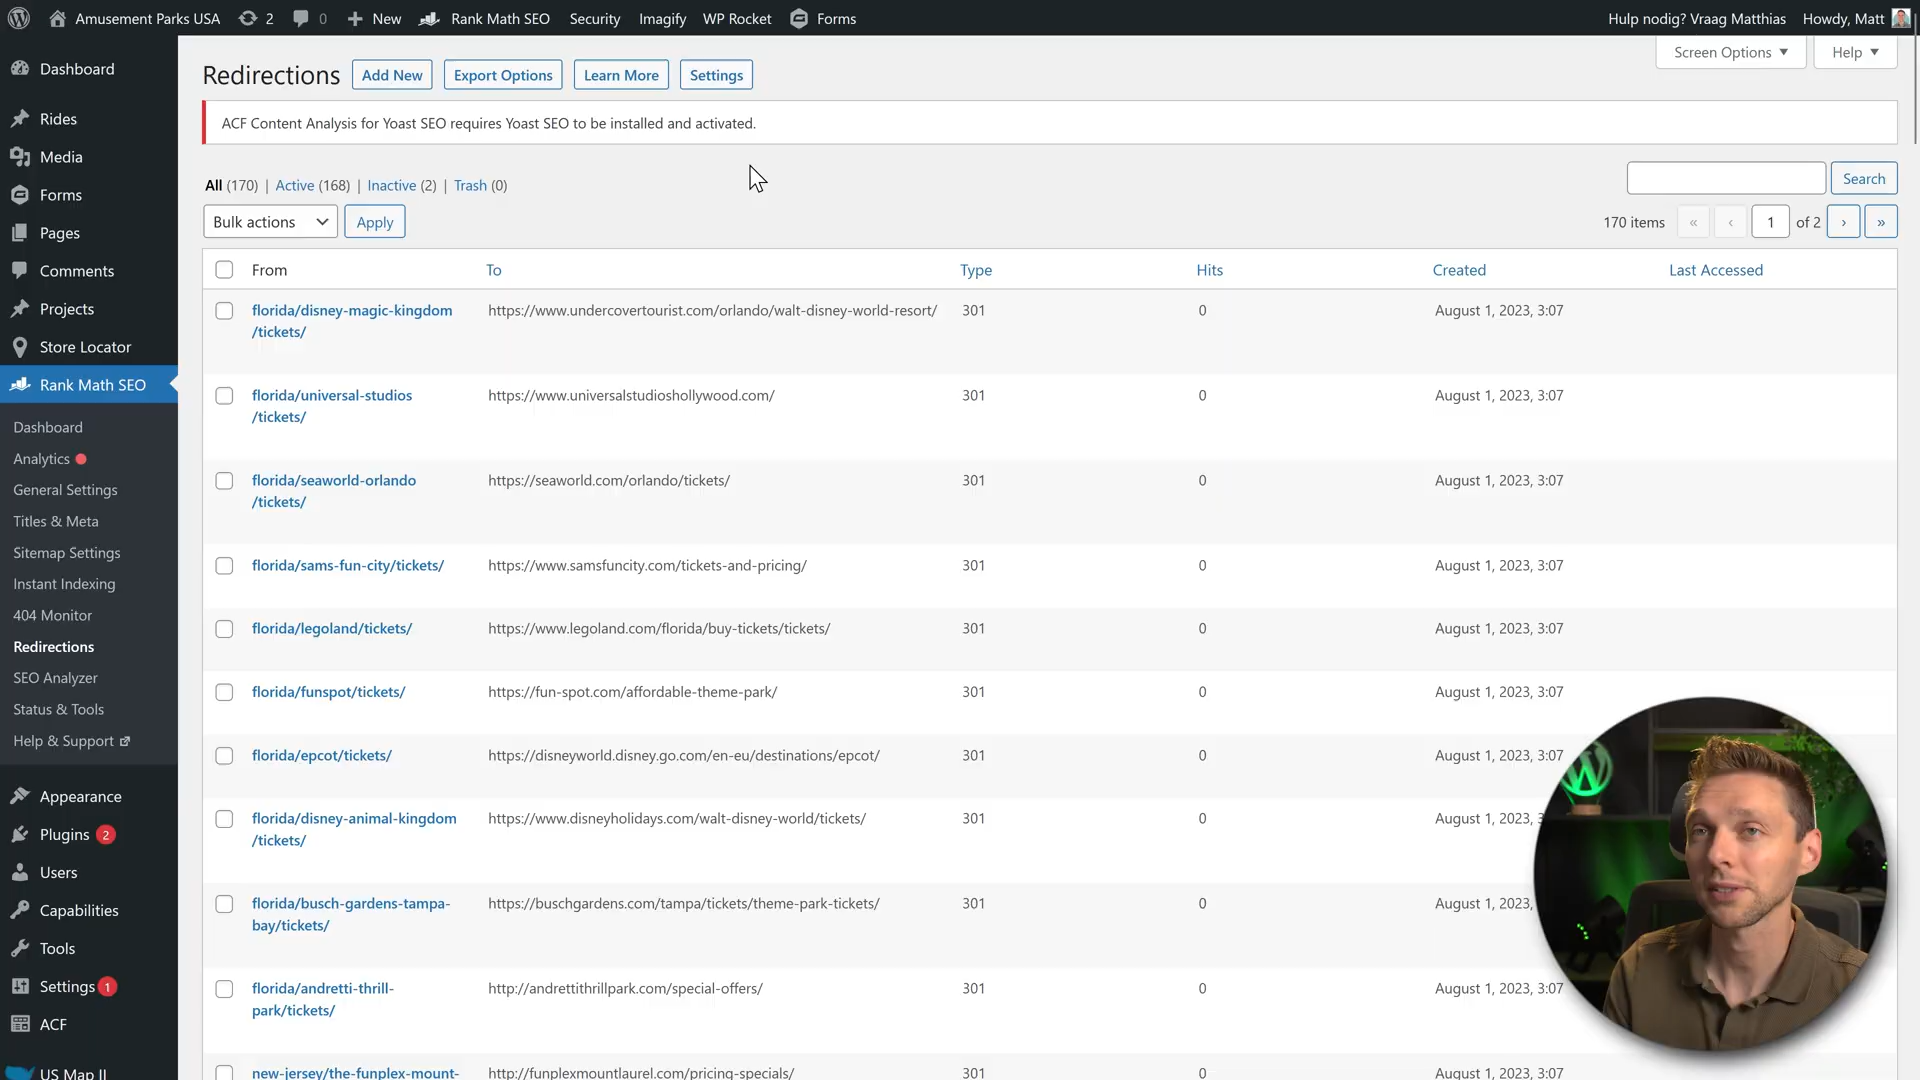 Amusement Parks USA 2 0 New Rank Math SEO Security Imagify WP Rocket Forms Hulp nodig? Vraag Matthias Howdy, Matt
Screen Options Help
Dashboard
Rides
Media
Forms
Pages
Comments
Projects
Store Locator
Rank Math SEO
Dashboard
Analytics
General Settings
Titles & Meta
Sitemap Settings
Instant Indexing
404 Monitor
Redirections
SEO Analyzer
Status & Tools
Help & Support
Appearance
Plugins 2
Users
Capabilities
Tools
Settings 1
ACF
US Map II
Redirections Add New Export Options Learn More Settings
ACF Content Analysis for Yoast SEO requires Yoast SEO to be installed and activated.
All (170) | Active (168) | Inactive (2) | Trash (0)
Search
Bulk actions Apply
170 items « ‹ 1 of 2 › »
From To Type Hits Created Last Accessed
florida/disney-magic-kingdom https://www.undercovertourist.com/orlando/walt-disney-world-resort/ 301 0 August 1, 2023, 3:07
/tickets/
florida/universal-studios https://www.universalstudioshollywood.com/ 301 0 August 1, 2023, 3:07
/tickets/
florida/seaworld-orlando https://seaworld.com/orlando/tickets/ 301 0 August 1, 2023, 3:07
/tickets/
florida/sams-fun-city/tickets/ https://www.samsfuncity.com/tickets-and-pricing/ 301 0 August 1, 2023, 3:07
florida/legoland/tickets/ https://www.legoland.com/florida/buy-tickets/tickets/ 301 0 August 1, 2023, 3:07
florida/funspot/tickets/ https://fun-spot.com/affordable-theme-park/ 301 0 August 1, 2023, 3:07
florida/epcot/tickets/ https://disneyworld.disney.go.com/en-eu/destinations/epcot/ 301 0 August 1, 2023, 3:07
florida/disney-animal-kingdom https://www.disneyholidays.com/walt-disney-world/tickets/ 301 0 August 1, 2023, 3
/tickets/
florida/busch-gardens-tampa- https://buschgardens.com/tampa/tickets/theme-park-tickets/ 301 0 August 1, 2023,
bay/tickets/
florida/andretti-thrill- http://andrettithrillpark.com/special-offers/ 301 0 August 1, 2023, 3:07
park/tickets/
new-jersey/the-funplex-mount- http://funplexmountlaurel.com/pricing-specials/ 301 0 August 1, 2023, 3:07